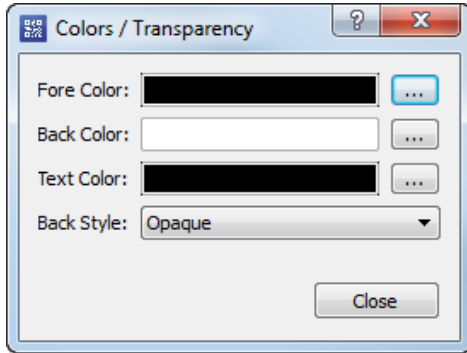 Colors / Transparency
Fore Color: ...
Back Color: ...
Text Color: ...
Back Style: Opaque
Close